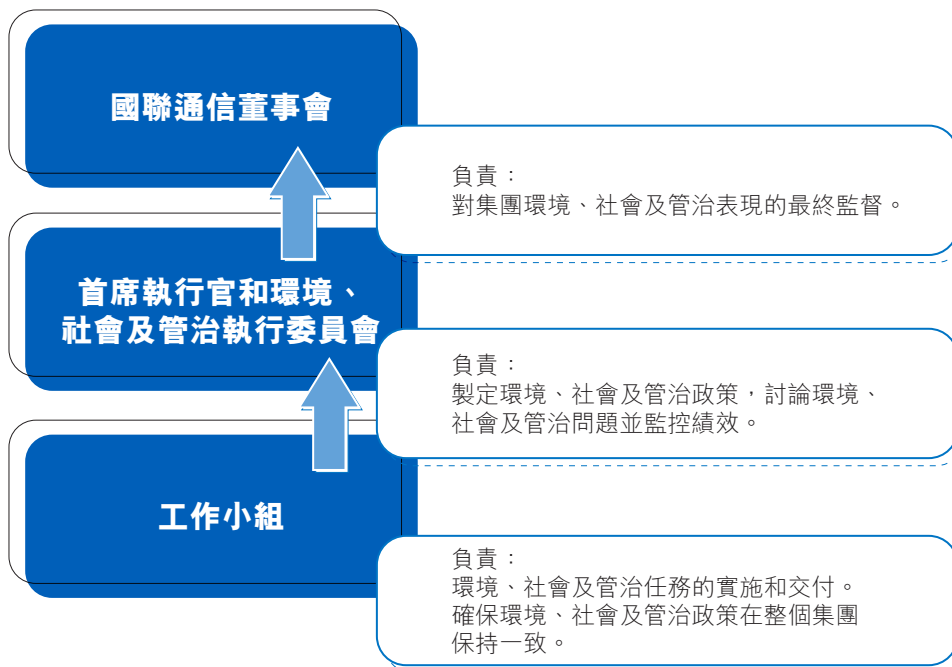 國聯通信董事會
負責：
對集團環境、社會及管治表現的最終監督。
首席執行官和環境、
社會及管治執行委員會
負責：
製定環境、社會及管治政策，討論環境、
社會及管治問題並監控績效。
工作小組
負責：
環境、社會及管治任務的實施和交付。
確保環境、社會及管治政策在整個集團
保持一致。